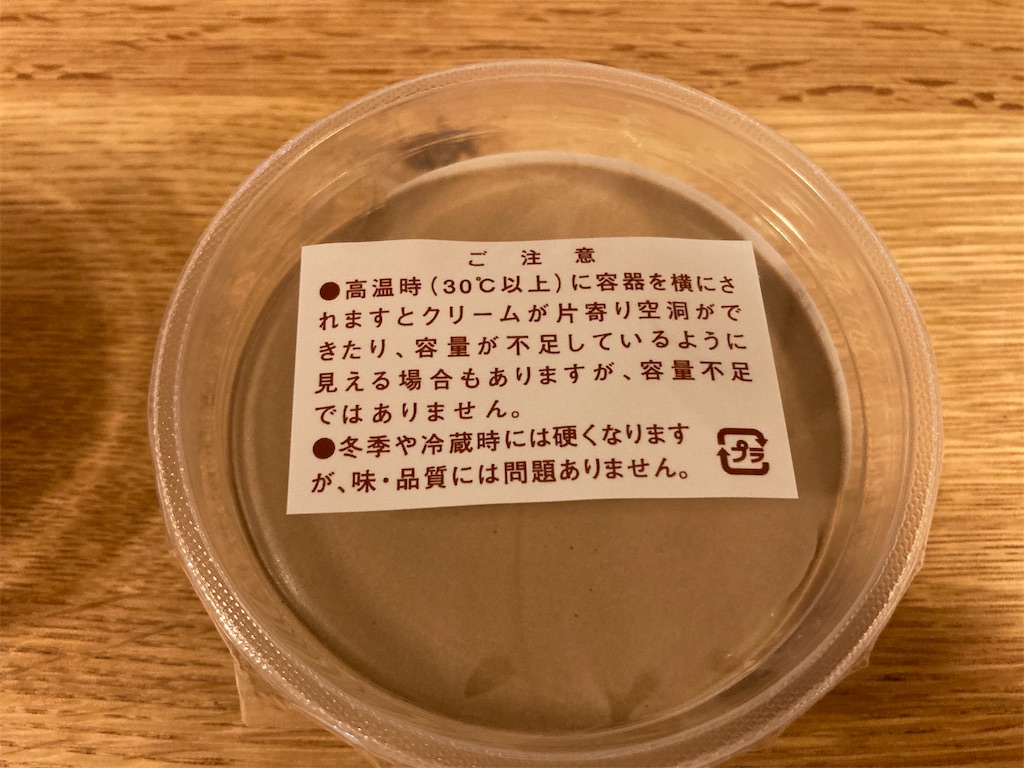 ご注意
●高温時(30℃以上)に容器を横にさ
れますとクリームが片寄り空洞がで
きたり、容量が不足しているように
見える場合もありますが、容量不足
ではありません。
●冬季や冷蔵時には硬くなります
が、味・品質には問題ありません。
プラ